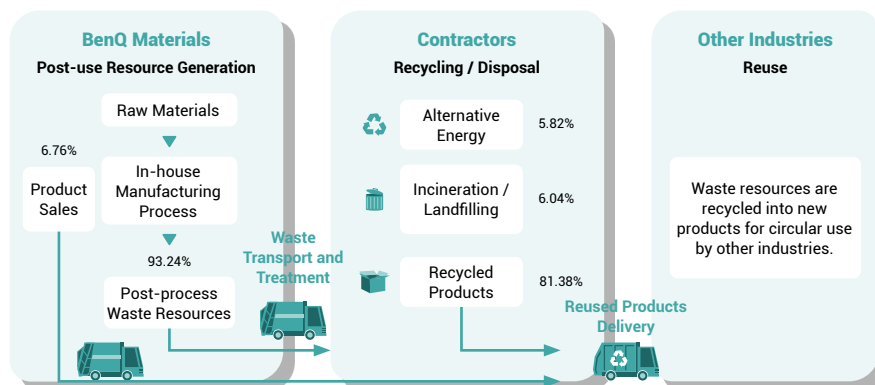 BenQ Materials
Post-use Resource Generation
Raw Materials
6.76%
Product
Sales
In-house
Manufacturing
Process
93.24%
Post-process
Waste Resources
Waste
Transport and
Treatment
Contractors
Recycling / Disposal
Alternative
Energy
5.82%
Incineration /
Landfilling
6.04%
Recycled
Products
81.38%
Reused Products
Delivery
Other Industries
Reuse
Waste resources are
recycled into new
products for circular use
by other industries.